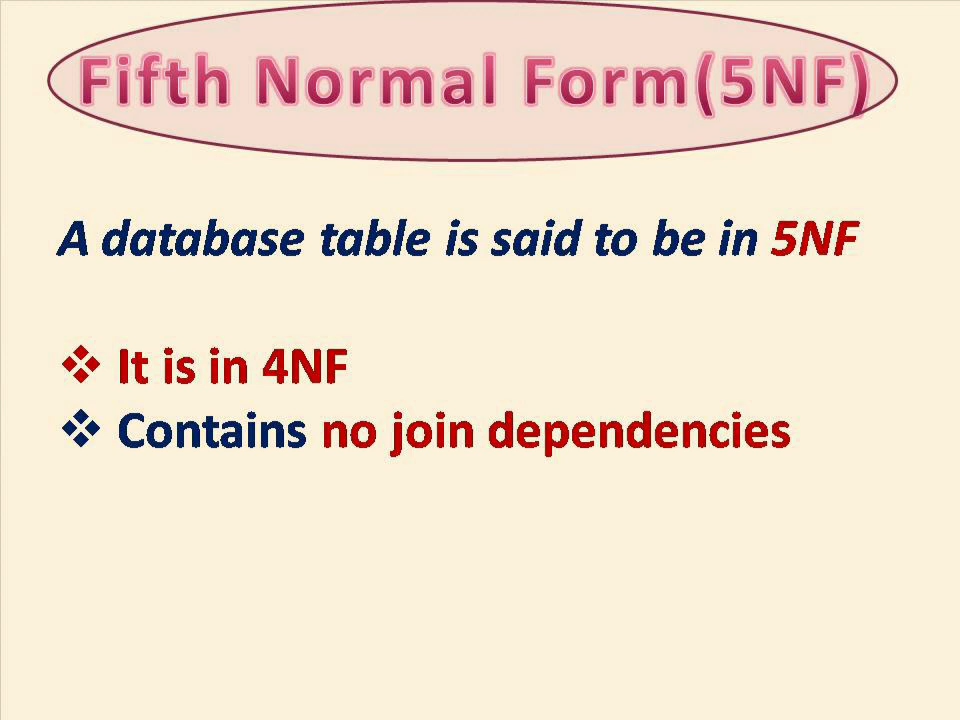 Fifth Normal Form(5NF)
A database table is said to be in 5NF
❖ It is in 4NF
❖ Contains no join dependencies